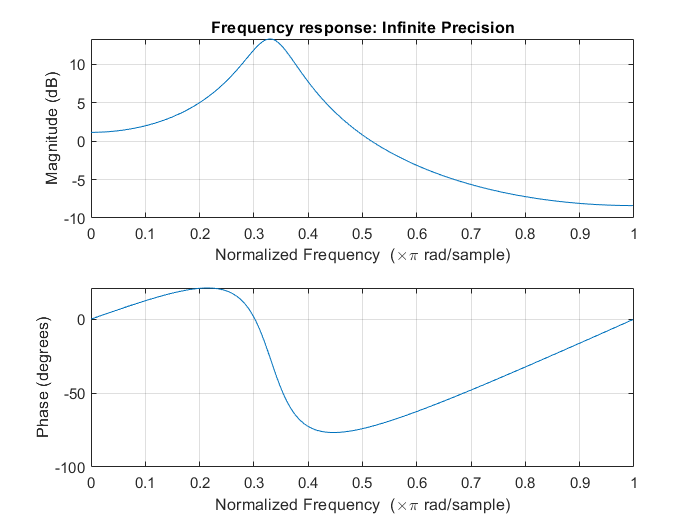 Frequency response: Infinite Precision
10
5
0
-5
-10
Magnitude (dB)
0 0.1 0.2 0.3 0.4 0.5 0.6 0.7 0.8 0.9 1
Normalized Frequency (×π rad/sample)
0
-50
-100
Phase (degrees)
0 0.1 0.2 0.3 0.4 0.5 0.6 0.7 0.8 0.9 1
Normalized Frequency (×π rad/sample)